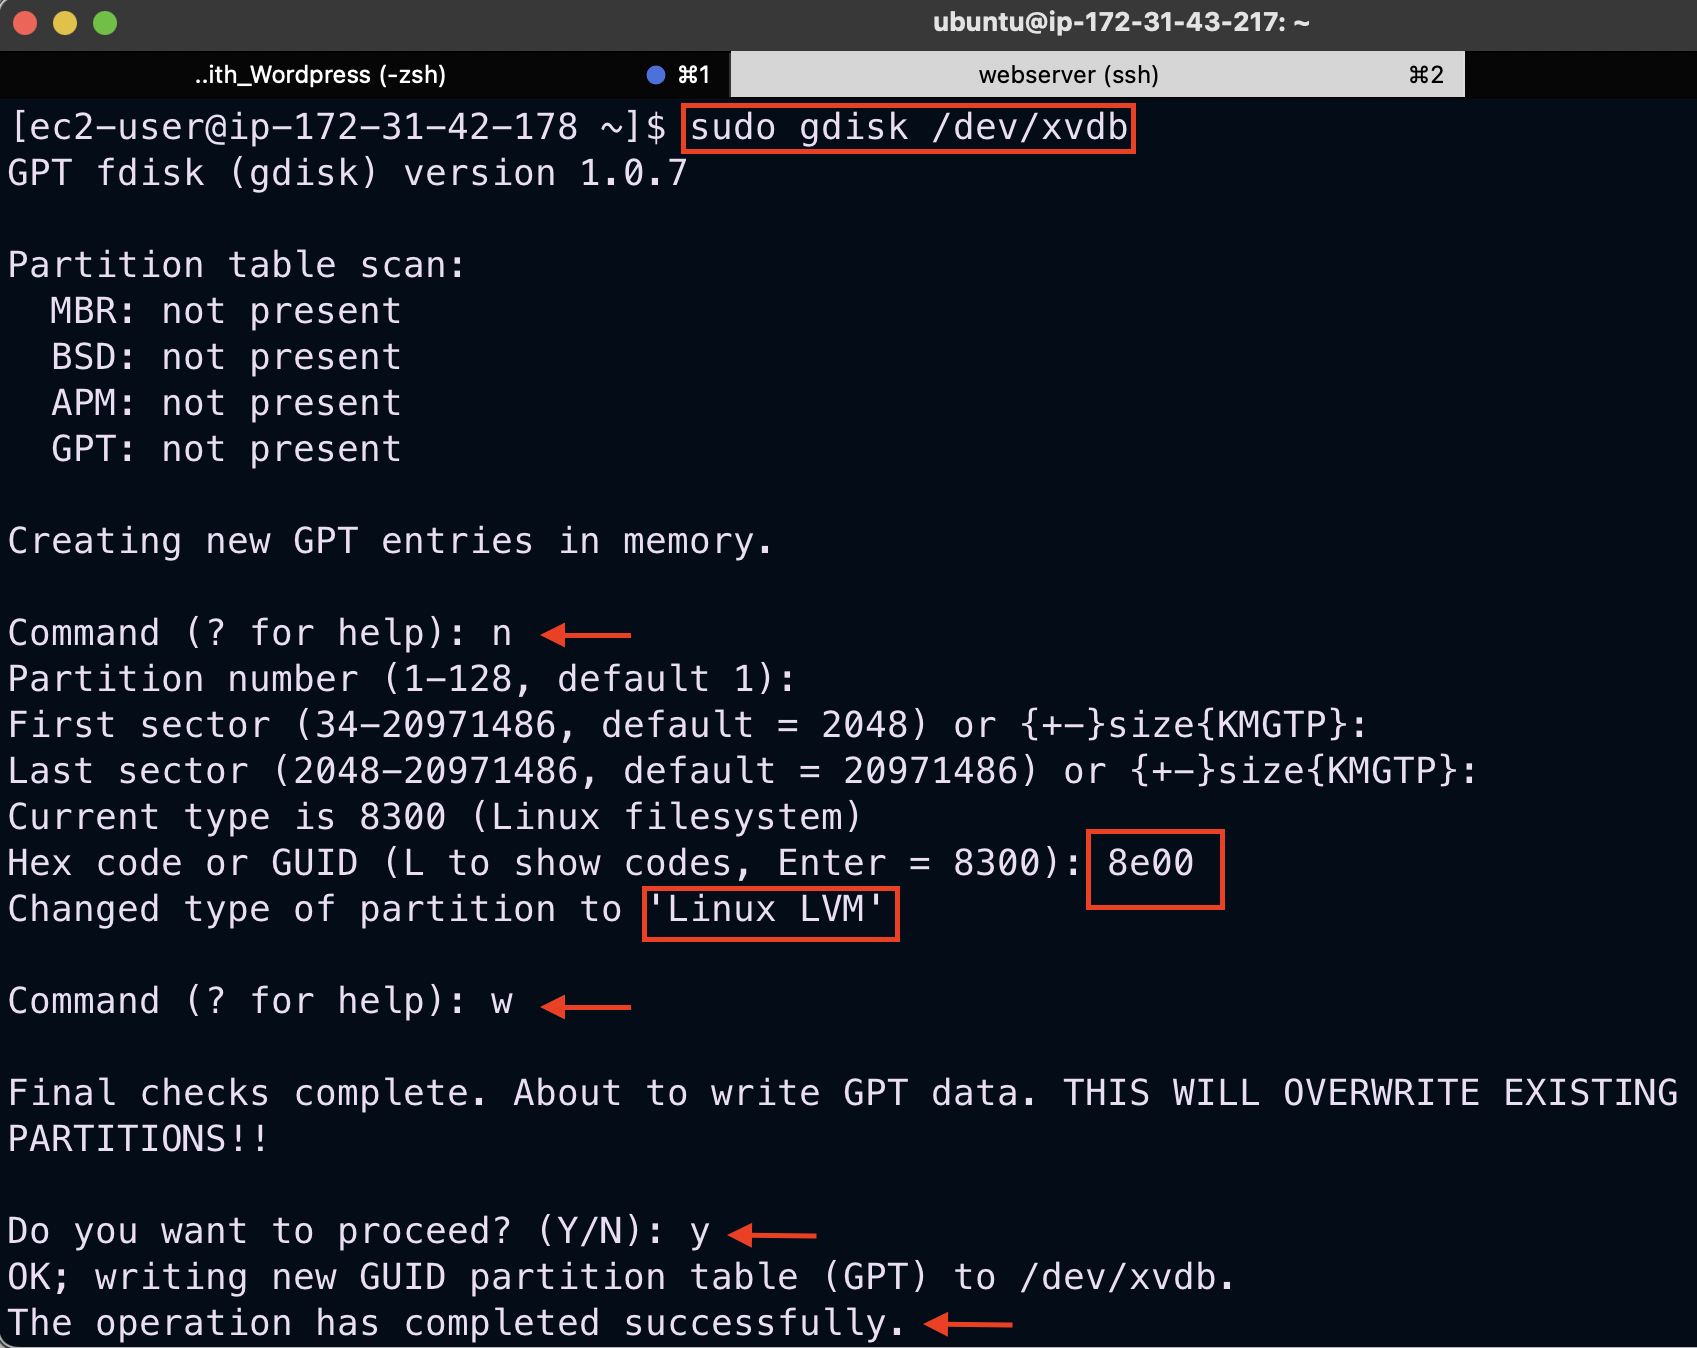 ubuntu@ip-172-31-43-217: ~
..ith_Wordpress (-zsh) ⌘1 webserver (ssh) ⌘2
[ec2-user@ip-172-31-42-178 ~]$ sudo gdisk /dev/xvdb
GPT fdisk (gdisk) version 1.0.7
Partition table scan:
MBR: not present
BSD: not present
APM: not present
GPT: not present
Creating new GPT entries in memory.
Command (? for help): n
Partition number (1-128, default 1):
First sector (34-20971486, default = 2048) or {+-}size{KMGTP}:
Last sector (2048-20971486, default = 20971486) or {+-}size{KMGTP}:
Current type is 8300 (Linux filesystem)
Hex code or GUID (L to show codes, Enter = 8300): 8e00
Changed type of partition to 'Linux LVM'
Command (? for help): w
Final checks complete. About to write GPT data. THIS WILL OVERWRITE EXISTING
PARTITIONS!!
Do you want to proceed? (Y/N): y
OK; writing new GUID partition table (GPT) to /dev/xvdb.
The operation has completed successfully.